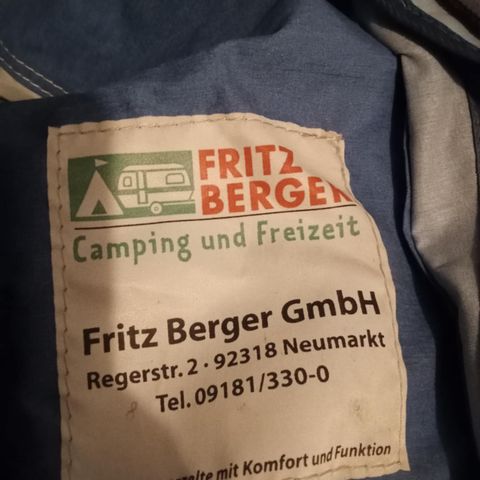 FRITZ
BERGER
Camping und Freizeit
Fritz Berger GmbH
Regerstr. 2 · 92318 Neumarkt
Tel. 09181/330-0
mit Komfort und Funktion